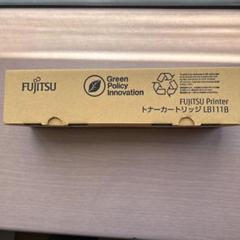 FUJITSU
Green
Policy
Innovation
FUJITSU Printer
トナーカートリッジ LB111B